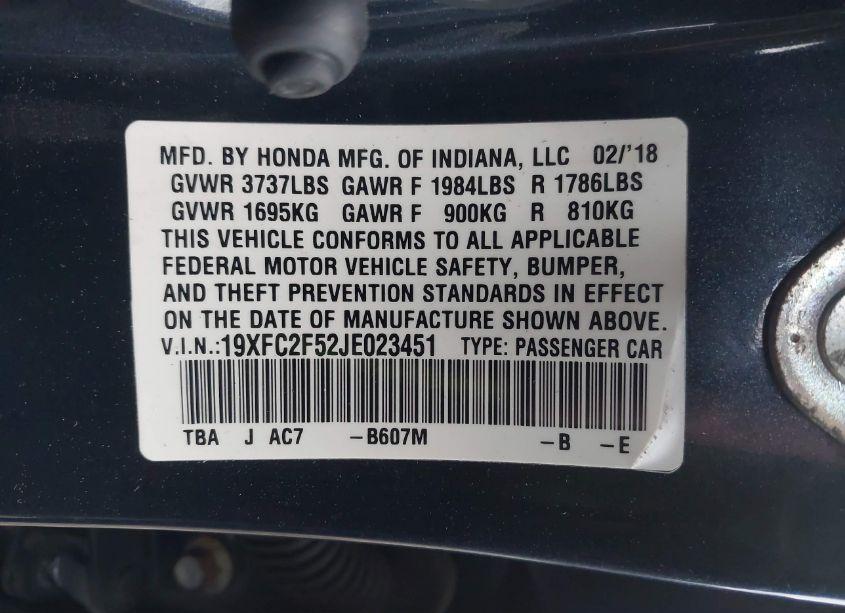 MFD. BY HONDA MFG. OF INDIANA, LLC 02/'18
GVWR 3737LBS GAWR F 1984LBS R 1786LBS
GVWR 1695KG GAWR F 900KG R 810KG
THIS VEHICLE CONFORMS TO ALL APPLICABLE
FEDERAL MOTOR VEHICLE SAFETY, BUMPER,
AND THEFT PREVENTION STANDARDS IN EFFECT
ON THE DATE OF MANUFACTURE SHOWN ABOVE.
V.I.N.:19XFC2F52JE023451 TYPE: PASSENGER CAR
TBA J AC7 -B607M -B -E